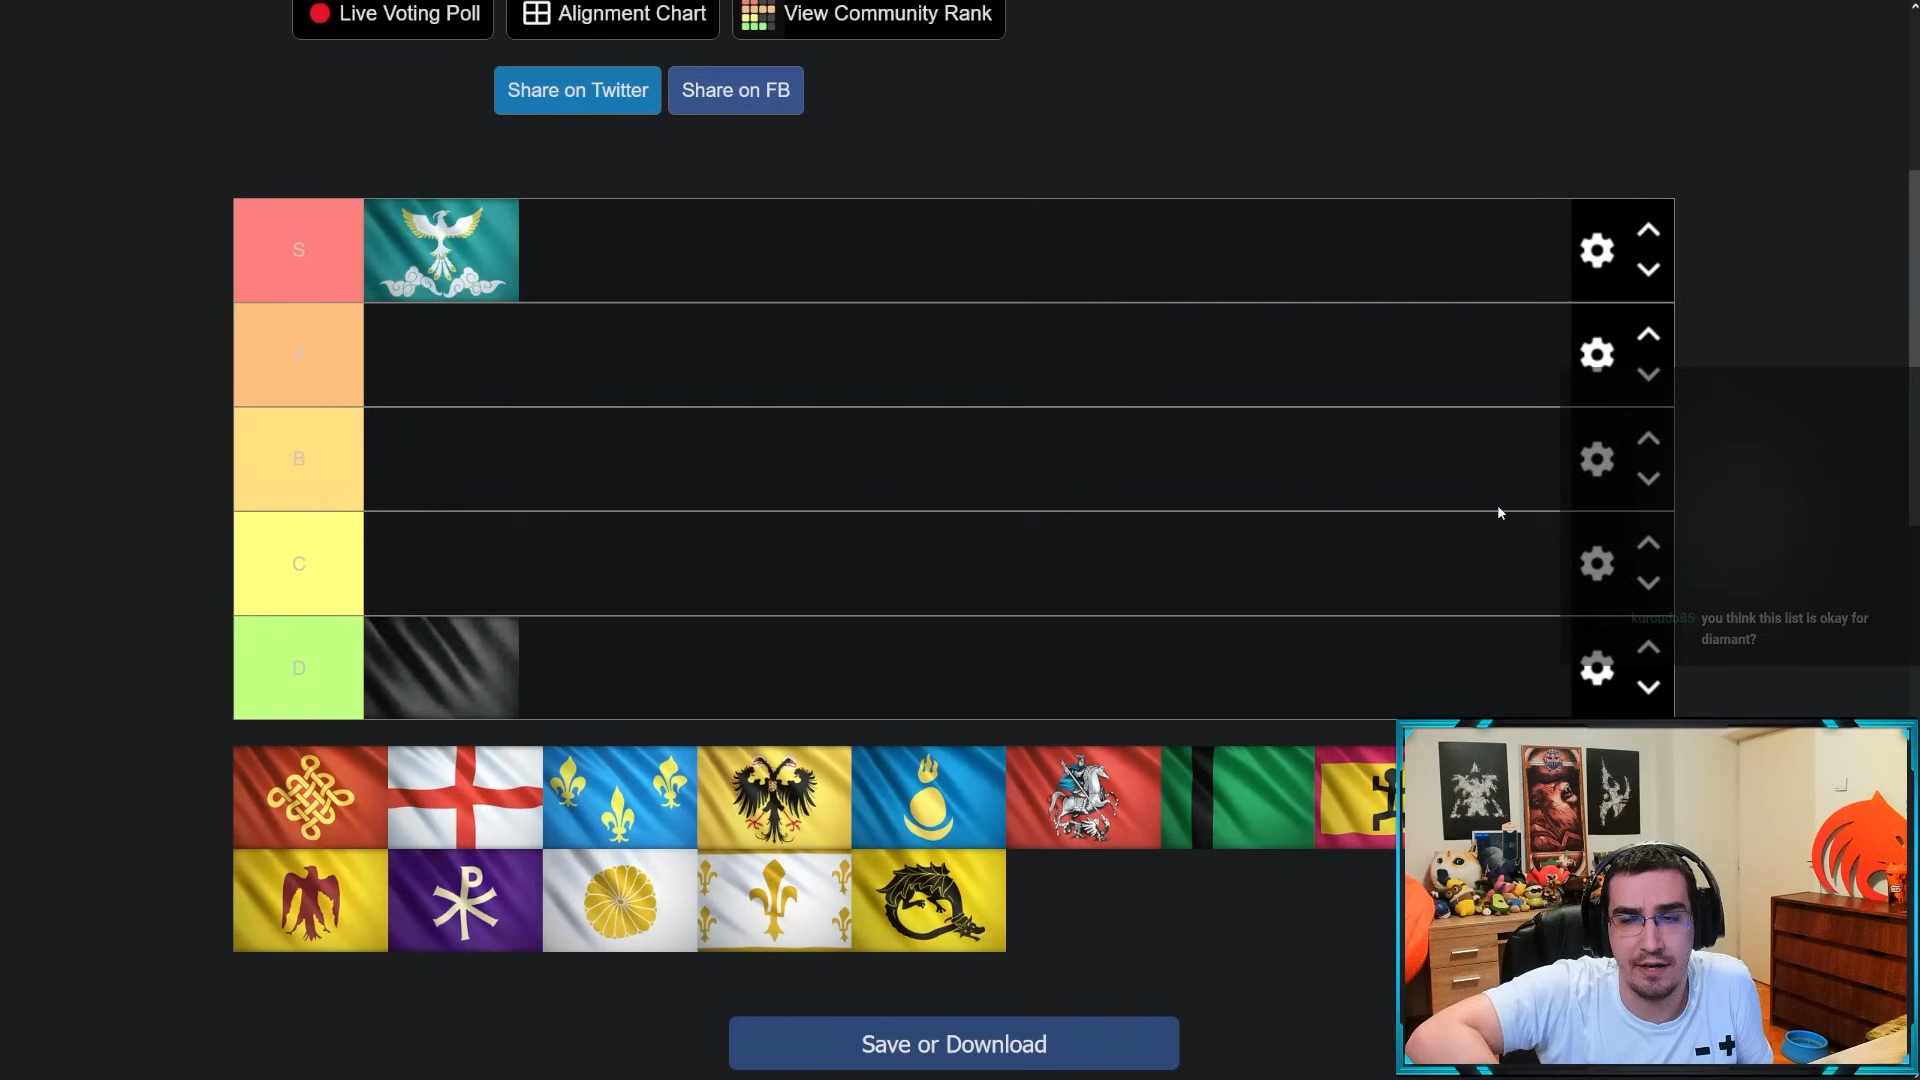 Live Voting Poll
Alignment Chart
View Community Rank
Share on Twitter
Share on FB
S
A
B
kuroudo85 you think this list is okay for
diamant?
C
D
Save or Download